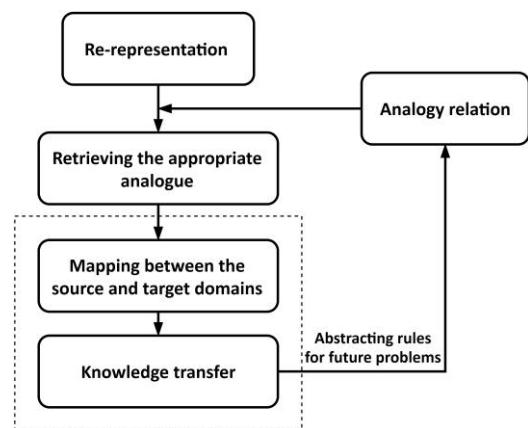 Re-representation
Analogy relation
Retrieving the appropriate
analogue
Mapping between the
source and target domains
Abstracting rules
for future problems
Knowledge transfer